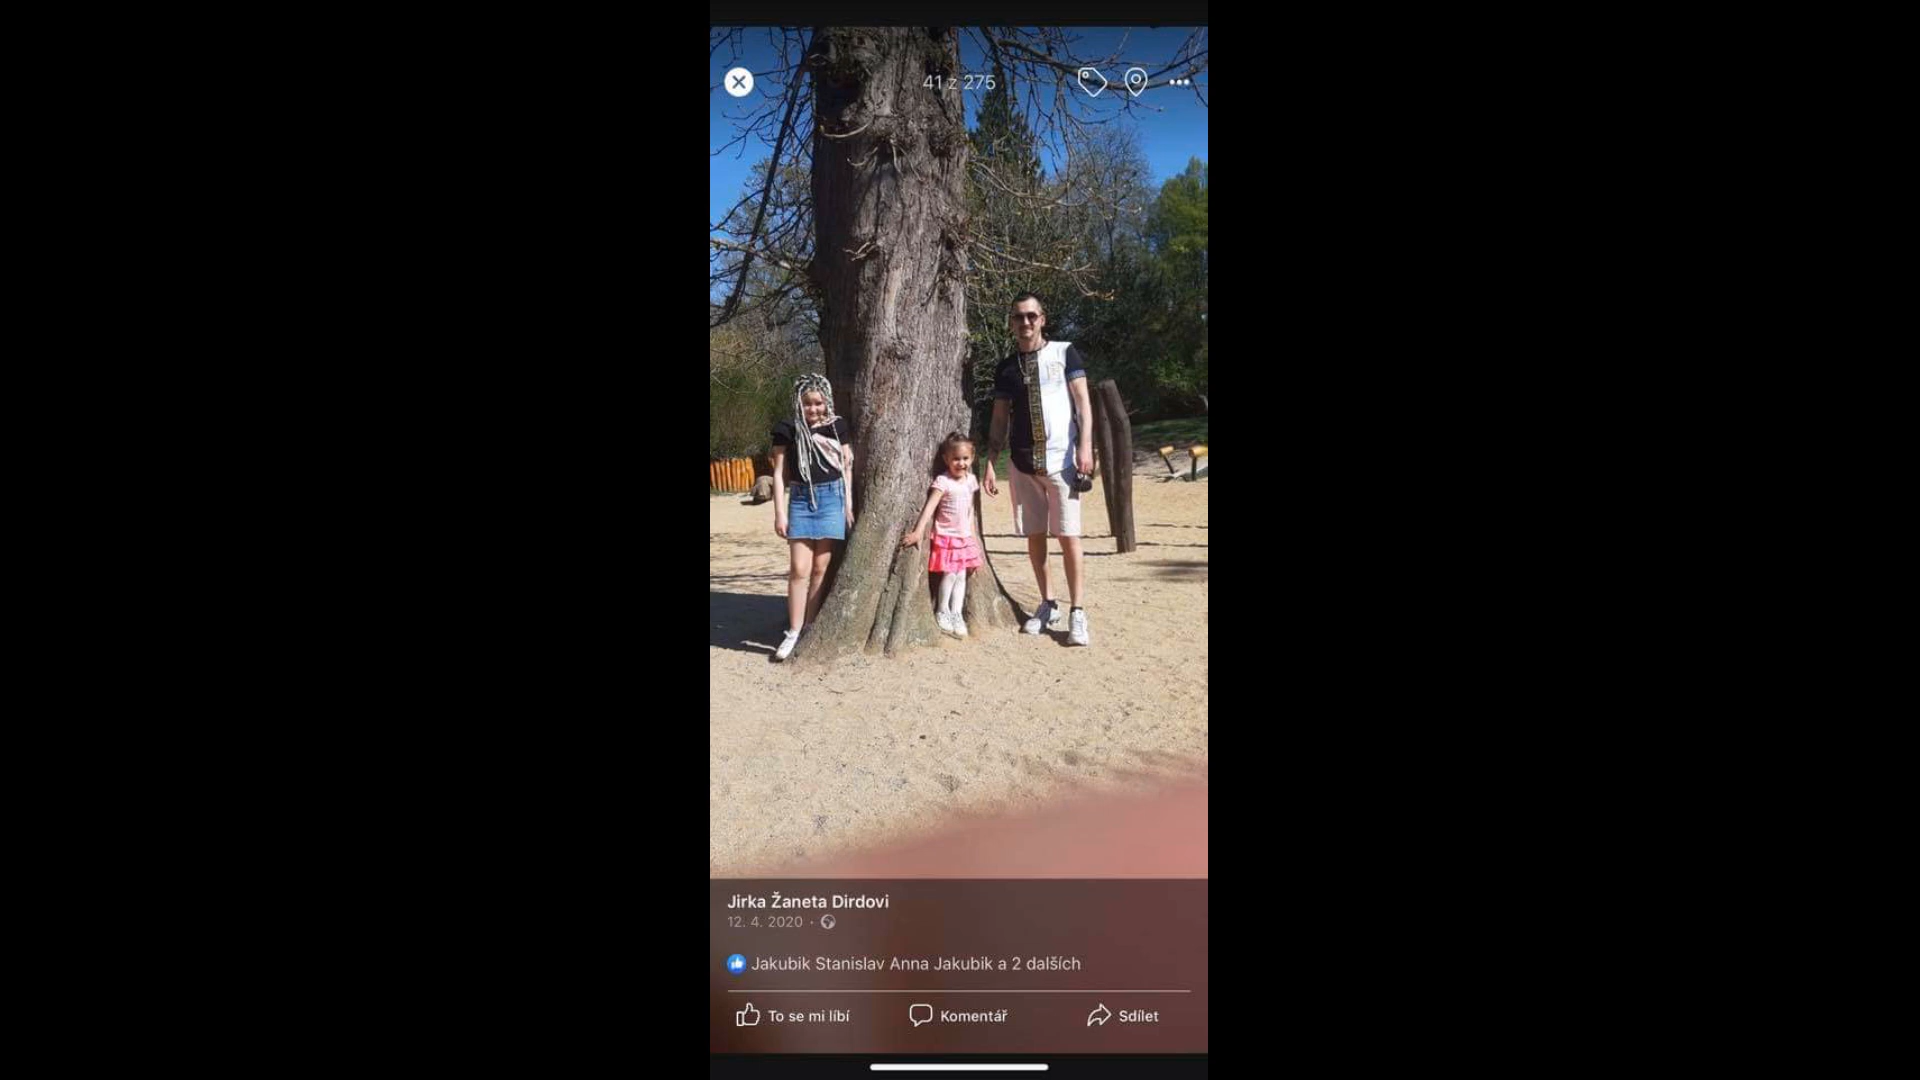 41 z 275
Jirka Žaneta Dirdovi
12. 4. 2020 ·
Jakubik Stanislav Anna Jakubik a 2 dalších
To se mi líbí
Komentář
Sdílet